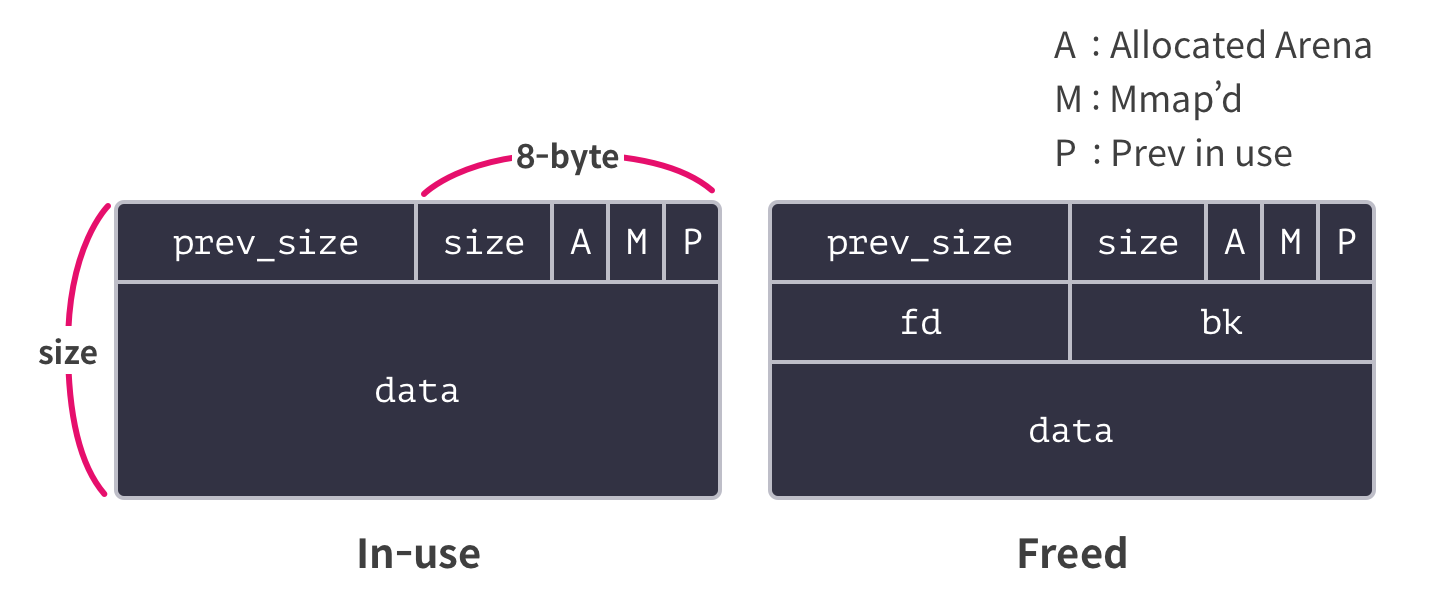 A : Allocated Arena
M : Mmap’d
P : Prev in use
8-byte
prev_size size A M P
data
size
In-use
prev_size size A M P
fd bk
data
Freed